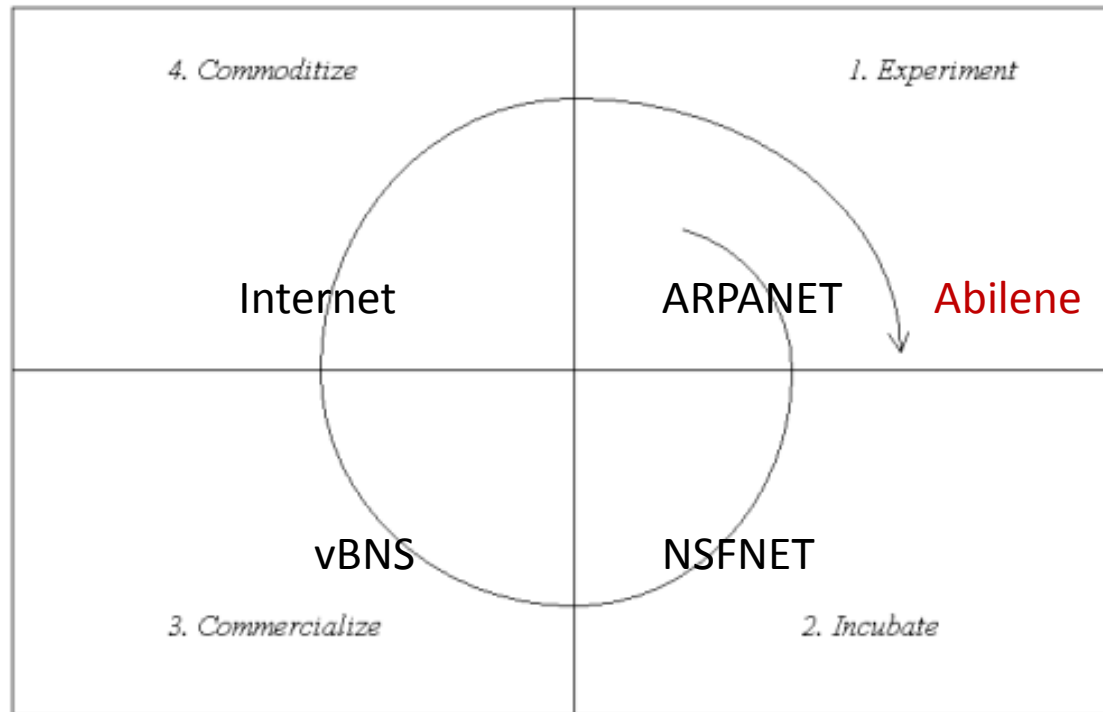 4. Commoditize
1. Experiment
Internet
ARPANET
Abilene
vBNS
NSFNET
3. Commercialize
2. Incubate